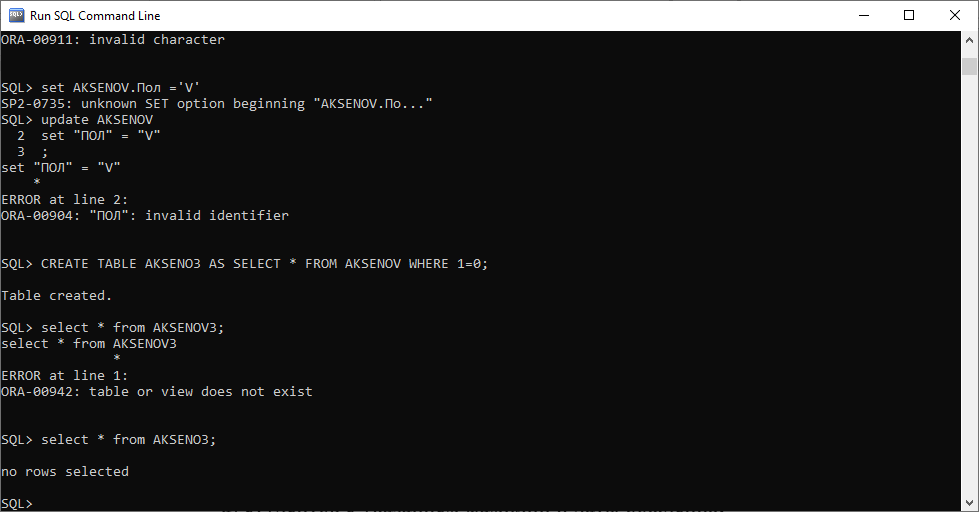 Run SQL Command Line
ORA-00911: invalid character
SQL> set AKSENOV.Пол ='V'
SP2-0735: unknown SET option beginning "AKSENOV.По..."
SQL> update AKSENOV
2 set "ПОЛ" = "V"
3 ;
set "ПОЛ" = "V"
*
ERROR at line 2:
ORA-00904: "ПОЛ": invalid identifier
SQL> CREATE TABLE AKSENO3 AS SELECT * FROM AKSENOV WHERE 1=0;
Table created.
SQL> select * from AKSENOV3;
select * from AKSENOV3
*
ERROR at line 1:
ORA-00942: table or view does not exist
SQL> select * from AKSENO3;
no rows selected
SQL>